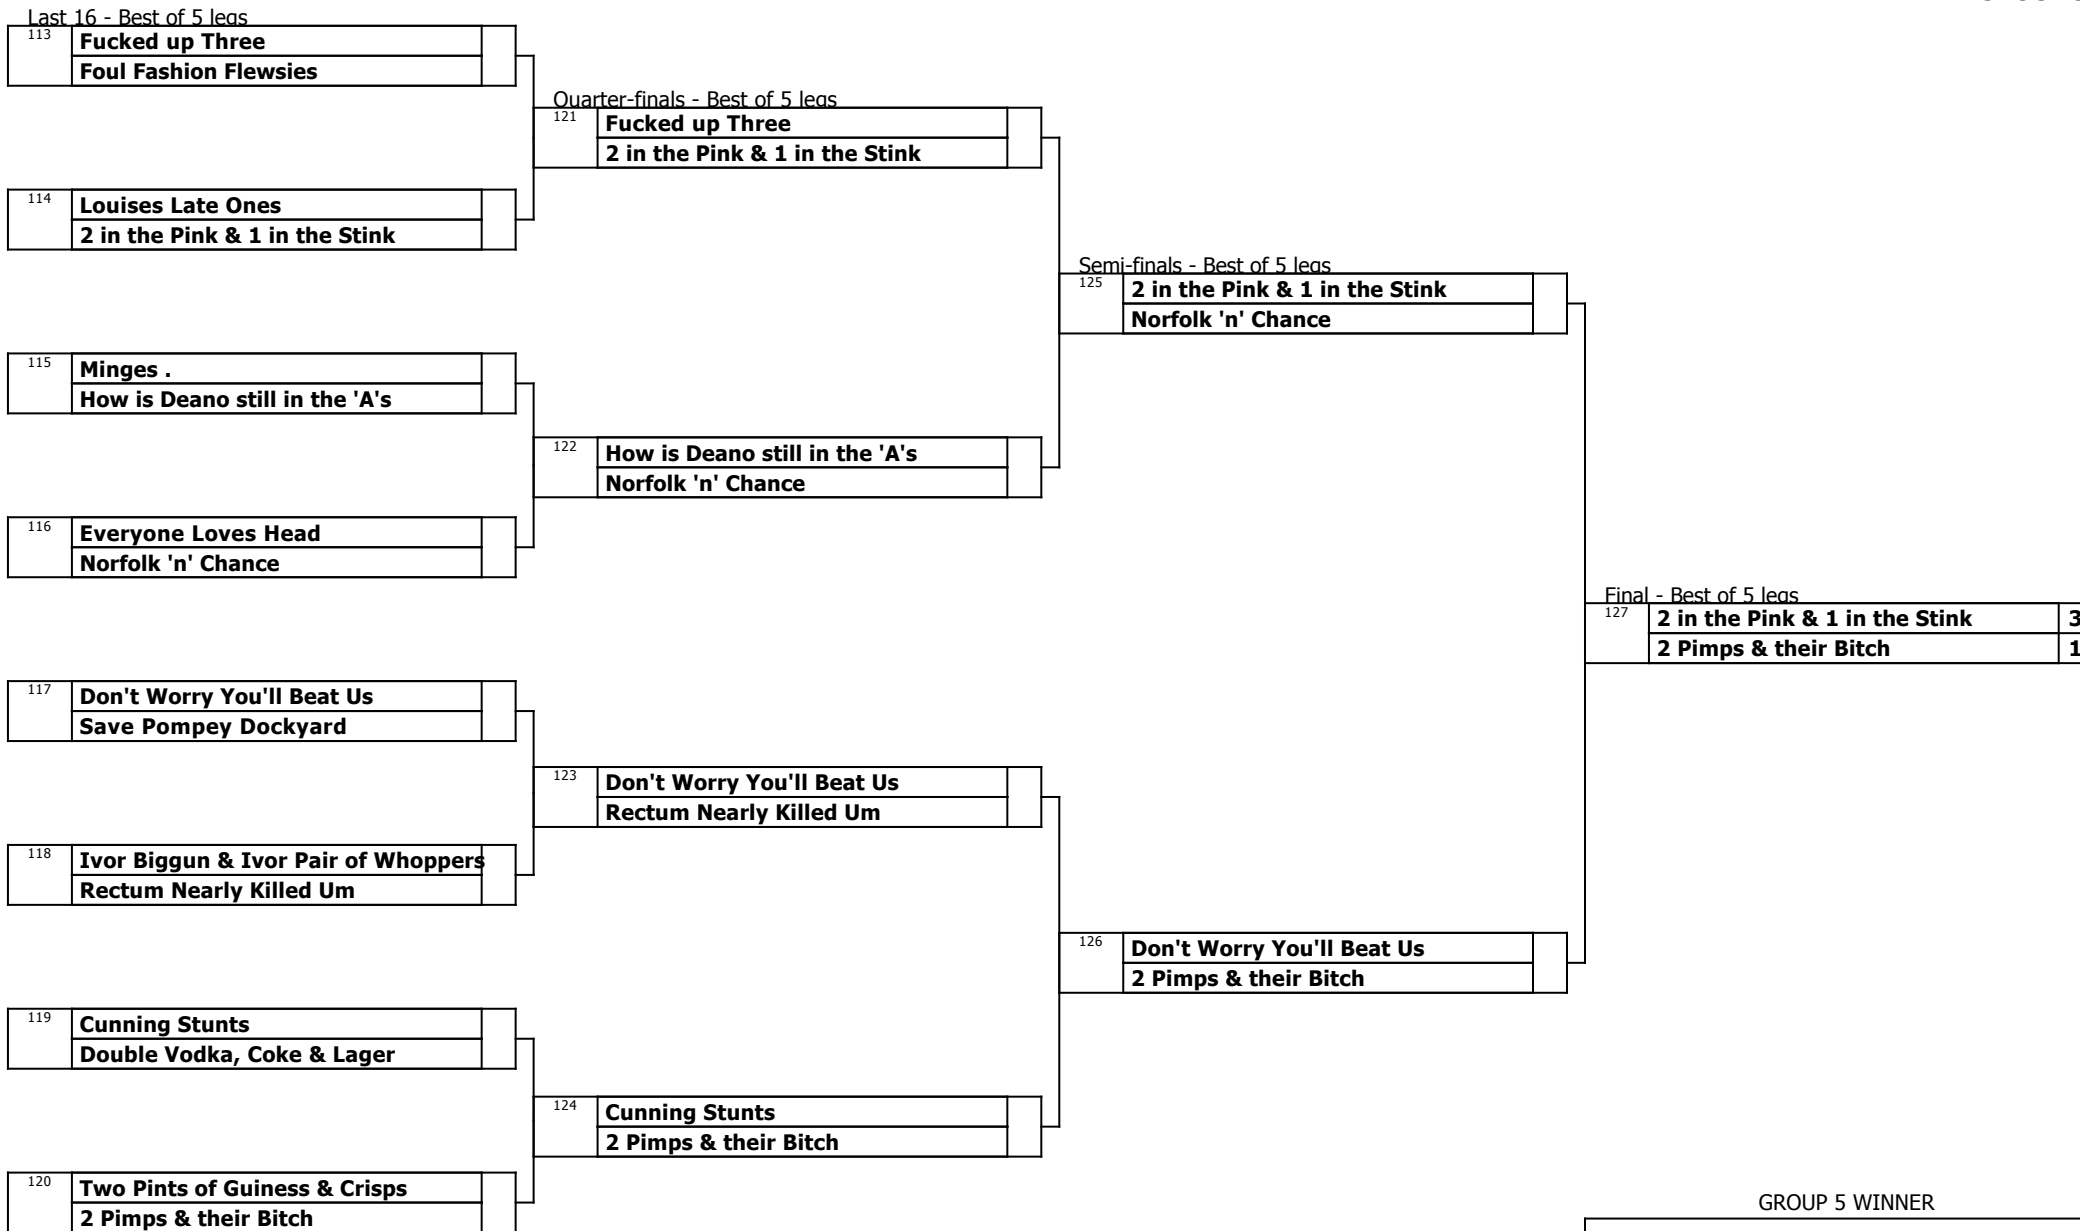 Last 16 - Best of 5 legs
113
Fucked up Three
Foul Fashion Flewsies
114
Louises Late Ones
2 in the Pink & 1 in the Stink
115
Minges .
How is Deano still in the 'A's
116
Everyone Loves Head
Norfolk 'n' Chance
117
Don't Worry You'll Beat Us
Save Pompey Dockyard
118
Ivor Biggun & Ivor Pair of Whoppers
Rectum Nearly Killed Um
119
Cunning Stunts
Double Vodka, Coke & Lager
120
Two Pints of Guiness & Crisps
2 Pimps & their Bitch
Quarter-finals - Best of 5 legs
121
Fucked up Three
2 in the Pink & 1 in the Stink
122
How is Deano still in the 'A's
Norfolk 'n' Chance
123
Don't Worry You'll Beat Us
Rectum Nearly Killed Um
124
Cunning Stunts
2 Pimps & their Bitch
Semi-finals - Best of 5 legs
125
2 in the Pink & 1 in the Stink
Norfolk 'n' Chance
126
Don't Worry You'll Beat Us
2 Pimps & their Bitch
Final - Best of 5 legs
127
2 in the Pink & 1 in the Stink 3
2 Pimps & their Bitch 1
GROUP 5 WINNER